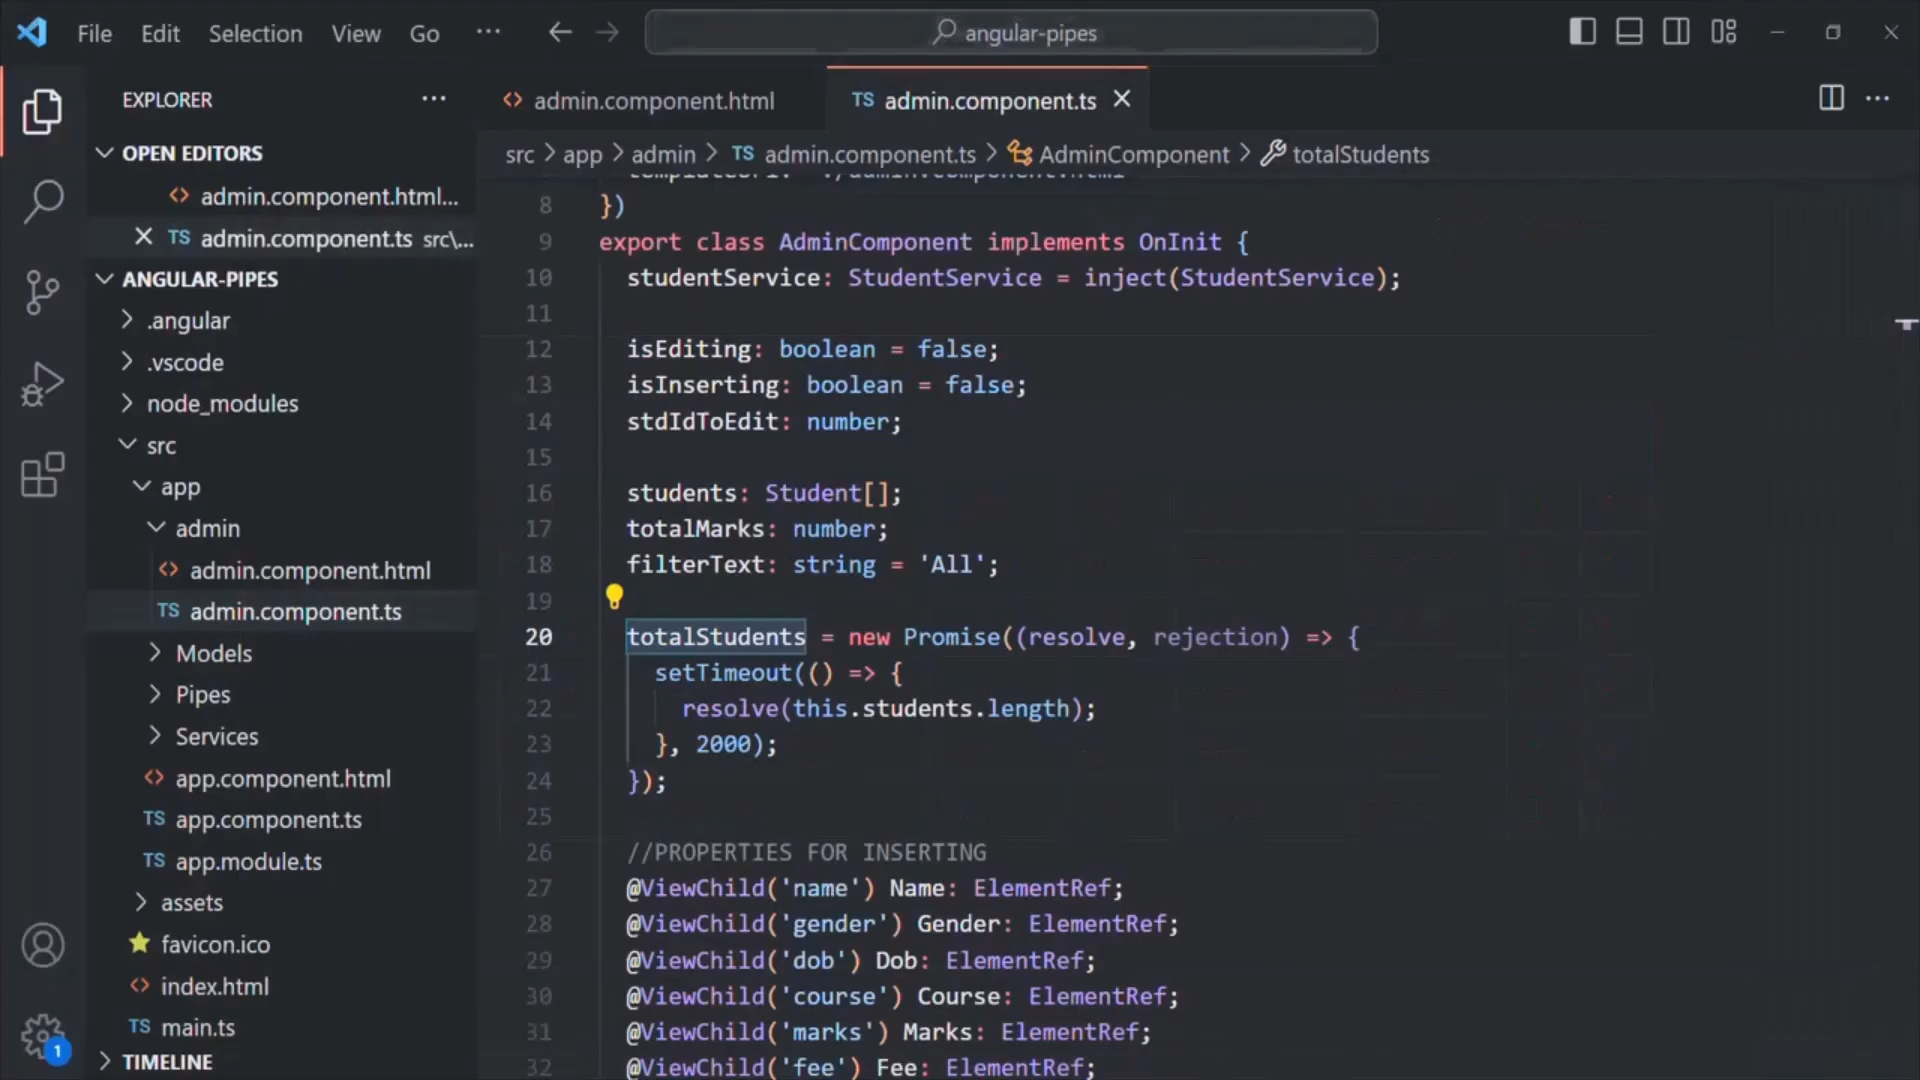 File Edit Selection View Go ··· angular-pipes
EXPLORER ···
OPEN EDITORS
admin.component.html...
TS admin.component.ts src\...
ANGULAR-PIPES
.angular
.vscode
node_modules
src
app
admin
admin.component.html
TS admin.component.ts
Models
Pipes
Services
app.component.html
TS app.component.ts
TS app.module.ts
assets
favicon.ico
index.html
TS main.ts
TIMELINE
1
admin.component.html TS admin.component.ts
src > app > admin > TS admin.component.ts > AdminComponent > totalStudents
8 })
9 export class AdminComponent implements OnInit {
10 studentService: StudentService = inject(StudentService);
11
12 isEditing: boolean = false;
13 isInserting: boolean = false;
14 stdIdToEdit: number;
15
16 students: Student[];
17 totalMarks: number;
18 filterText: string = 'All';
19
20 totalStudents = new Promise((resolve, rejection) => {
21 setTimeout(() => {
22 resolve(this.students.length);
23 }, 2000);
24 });
25
26 //PROPERTIES FOR INSERTING
27 @ViewChild('name') Name: ElementRef;
28 @ViewChild('gender') Gender: ElementRef;
29 @ViewChild('dob') Dob: ElementRef;
30 @ViewChild('course') Course: ElementRef;
31 @ViewChild('marks') Marks: ElementRef;
32 @ViewChild('fee') Fee: ElementRef;